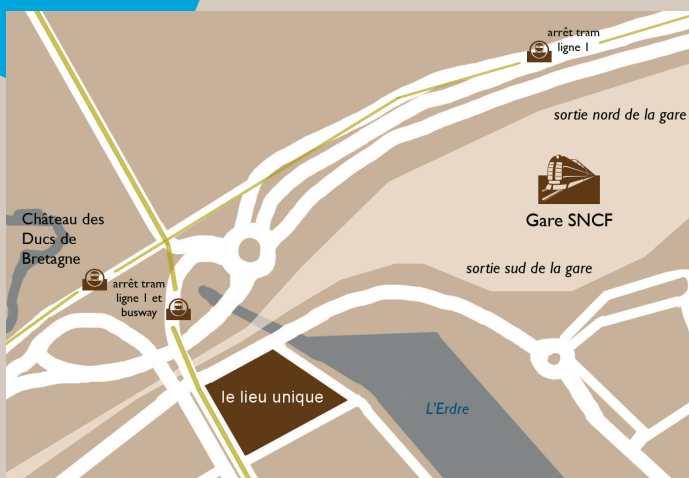 arrêt tram
ligne 1
sortie nord de la gare
Gare SNCF
Château des
Ducs de
Bretagne
sortie sud de la gare
arrêt tram
ligne 1 et
busway
le lieu unique
L'Erdre